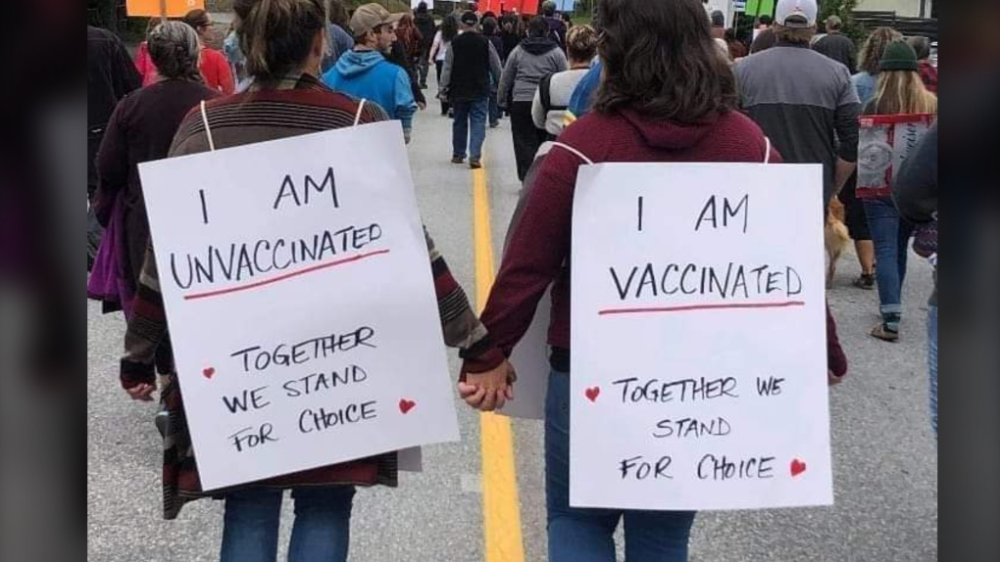 I AM
UNVACCINATED
TOGETHER
WE STAND
FOR CHOICE
I AM
VACCINATED
TOGETHER WE
STAND
FOR CHOICE